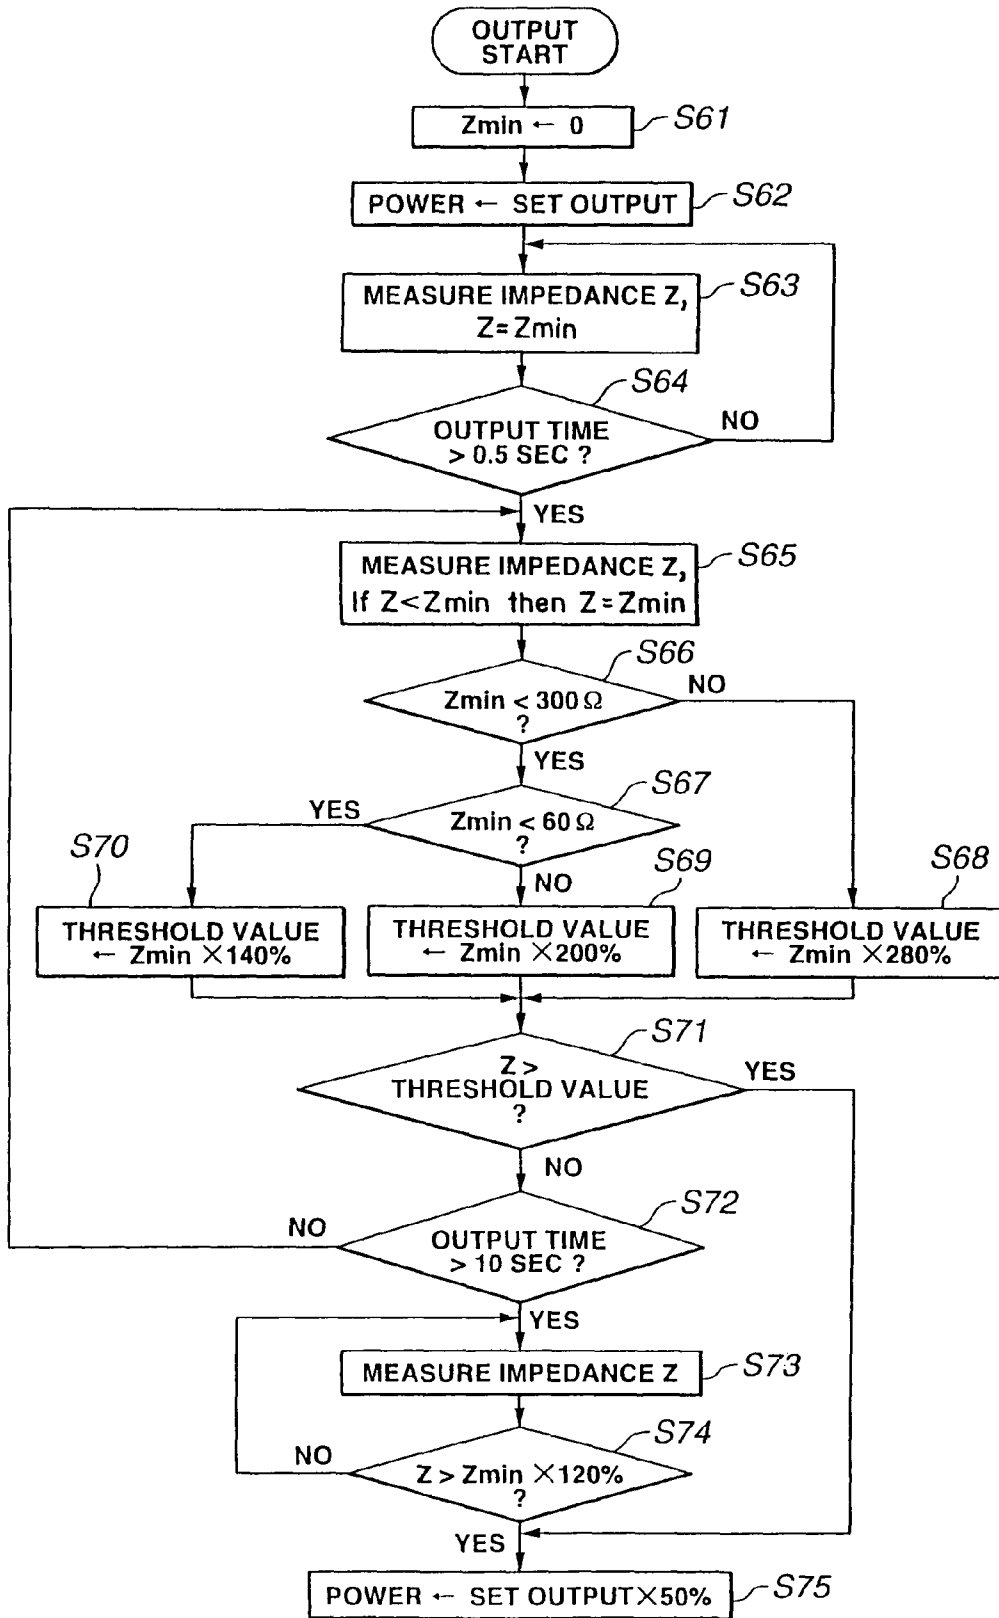 OUTPUT
START
Zmin ← 0
S61
POWER ← SET OUTPUT
S62
MEASURE IMPEDANCE Z,
Z=Zmin
S63
S64
OUTPUT TIME
> 0.5 SEC ?
NO
YES
MEASURE IMPEDANCE Z,
If Z<Zmin then Z=Zmin
S65
S66
Zmin < 300 Ω
?
NO
YES
S67
YES
Zmin < 60 Ω
?
S70
NO
S69
S68
THRESHOLD VALUE
← Zmin ×140%
THRESHOLD VALUE
← Zmin ×200%
THRESHOLD VALUE
← Zmin ×280%
S71
Z >
THRESHOLD VALUE
?
YES
NO
S72
NO
OUTPUT TIME
> 10 SEC ?
YES
MEASURE IMPEDANCE Z
S73
S74
NO
Z > Zmin ×120%
?
YES
POWER ← SET OUTPUT×50%
S75